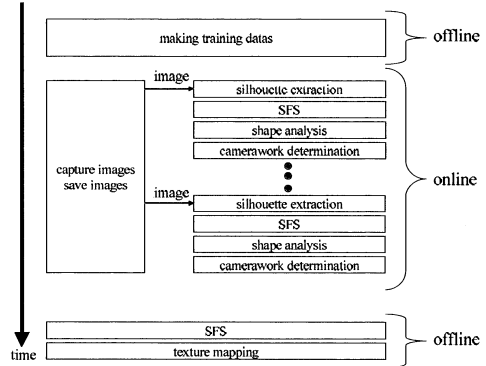 making training datas
offline
image
silhouette extraction
SFS
shape analysis
camerawork determination
capture images
save images
online
image
silhouette extraction
SFS
shape analysis
camerawork determination
SFS
offline
time
texture mapping